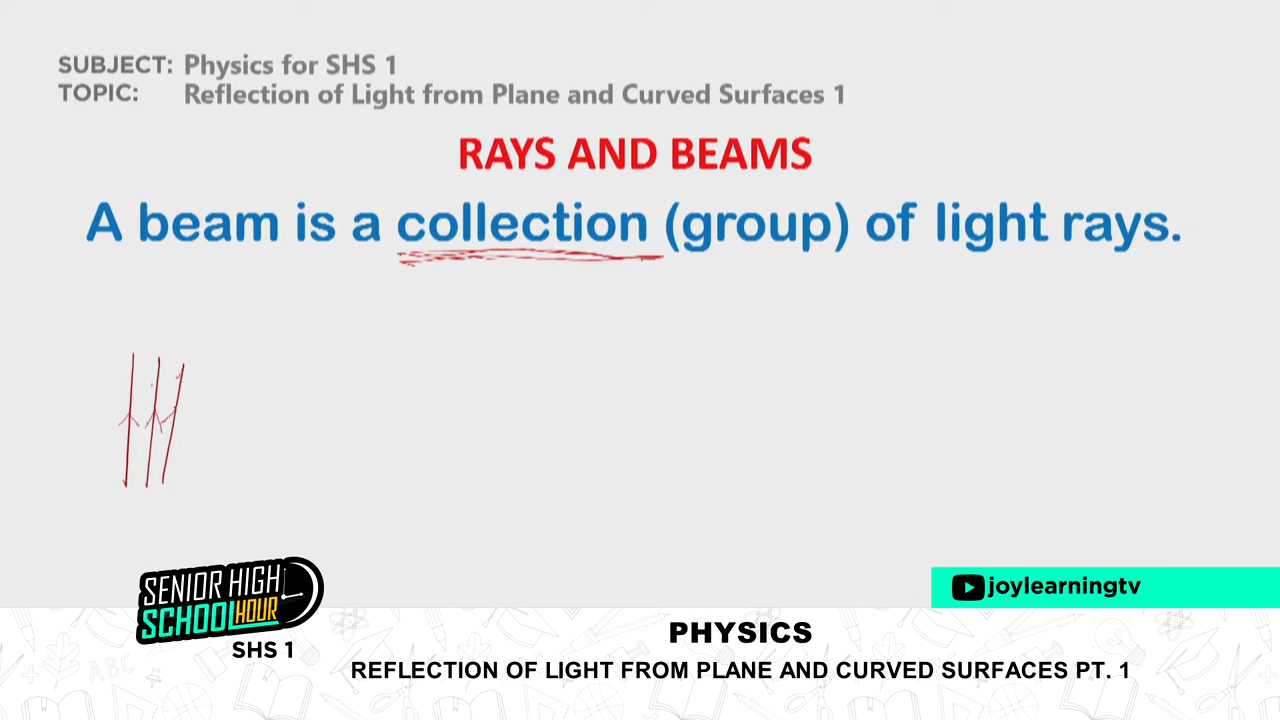 SUBJECT: Physics for SHS 1
TOPIC: Reflection of Light from Plane and Curved Surfaces 1
RAYS AND BEAMS
A beam is a collection (group) of light rays.
SENIOR HIGH
SCHOOL HOUR
SHS 1
joylearningtv
PHYSICS
REFLECTION OF LIGHT FROM PLANE AND CURVED SURFACES PT. 1
ABC